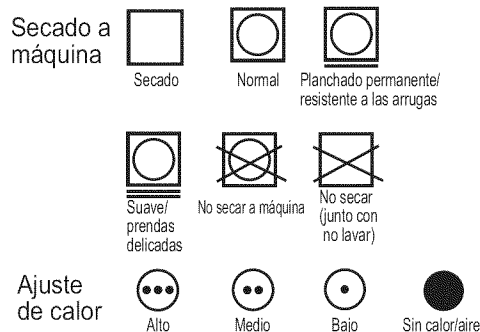 Secado a
máquina
Secado
Normal
Planchado permanente/
resistente a las arrugas
Suave/
prendas
delicadas
No secar a máquina
No secar
(junto con
no lavar)
Ajuste
de calor
Alto
Medio
Bajo
Sin calor/aire